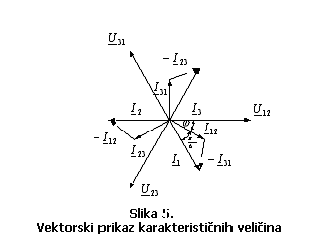 U31
- I23
I31
I2
I3
U12
- I12
φ
I12
I23
I1
- I31
U23
Slika 5.
Vektorski prikaz karakterističnih veličina